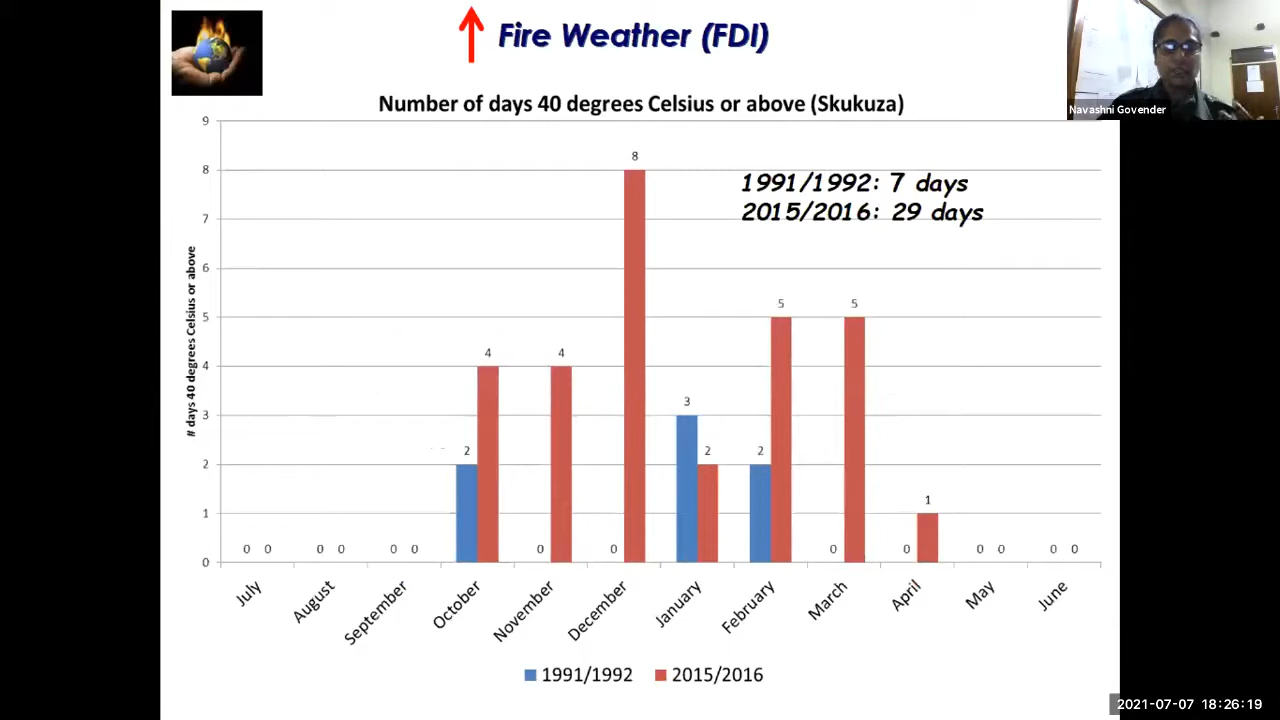 Fire Weather (FDI)
Navashni Govender
Number of days 40 degrees Celsius or above (Skukuza)
1991/1992: 7 days
2015/2016: 29 days
# days 40 degrees Celsius or above
9
8
7
6
5
4
3
2
1
0
0 0 0 0 0 0 2 4 0 4 0 8 3 2 2 5 0 5 0 1 0 0 0 0
July August September October November December January February March April May June
1991/1992 2015/2016
2021-07-07 18:26:19